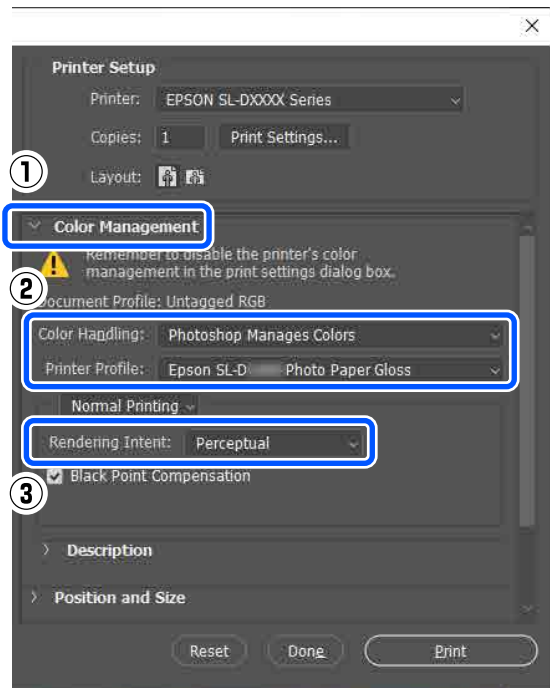 Printer Setup
Printer: EPSON SL-DXXXX Series
Copies: 1 Print Settings...
①
Layout:
Color Management
Remember to disable the printer's color
management in the print settings dialog box.
②
Document Profile: Untagged RGB
Color Handling: Photoshop Manages Colors
Printer Profile: Epson SL-D Photo Paper Gloss
Normal Printing
Rendering Intent: Perceptual
Black Point Compensation
③
Description
Position and Size
Reset Done Print